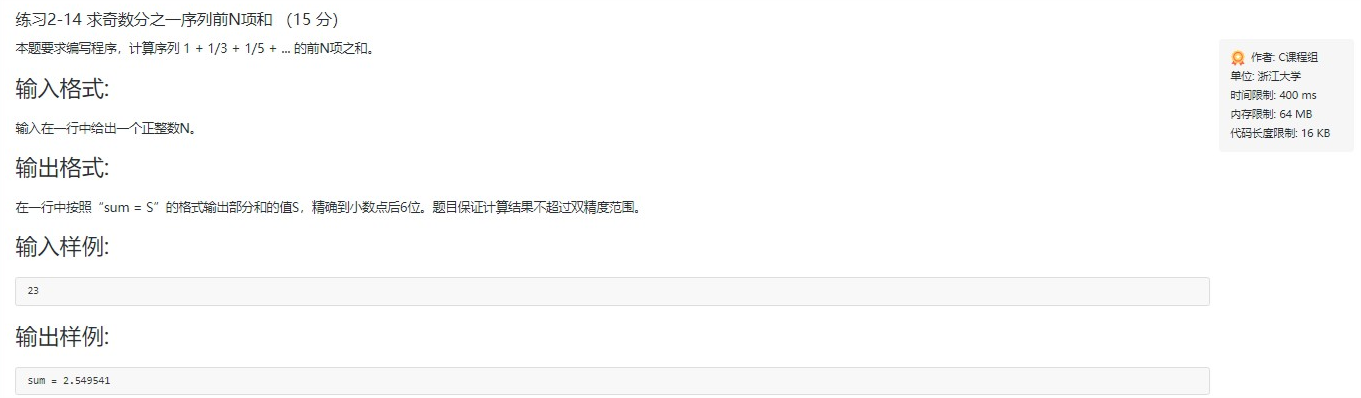 练习2-14 求奇数分之一序列前N项和 （15 分）
本题要求编写程序，计算序列 1 + 1/3 + 1/5 + ... 的前N项之和。
作者: C课程组
单位: 浙江大学
时间限制: 400 ms
内存限制: 64 MB
代码长度限制: 16 KB
输入格式:
输入在一行中给出一个正整数N。
输出格式:
在一行中按照“sum = S”的格式输出部分和的值S，精确到小数点后6位。题目保证计算结果不超过双精度范围。
输入样例:
23
输出样例:
sum = 2.549541